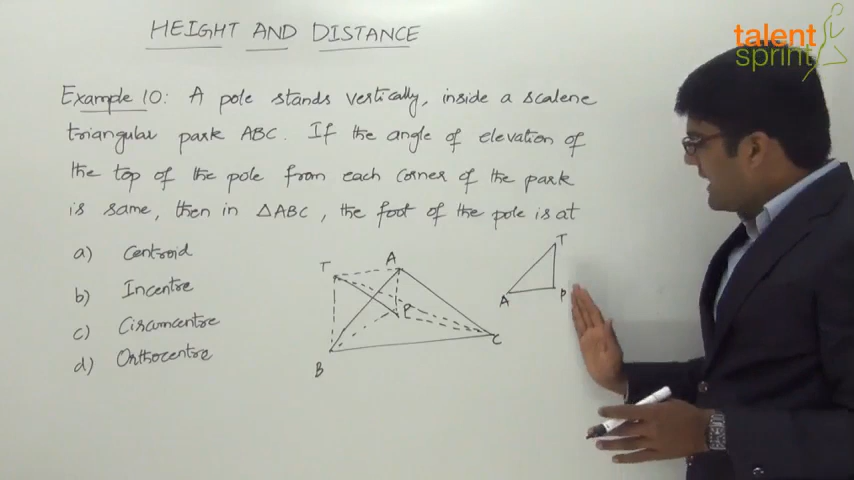 talent
sprint
HEIGHT AND DISTANCE
Example 10: A pole stands vertically, inside a scalene
triangular park ABC. If the angle of elevation of
the top of the pole from each corner of the park
is same, then in △ABC, the foot of the pole is at
a) Centroid
b) Incentre
c) Circumcentre
d) Orthocentre
T
A
P
B
C
T
A
P